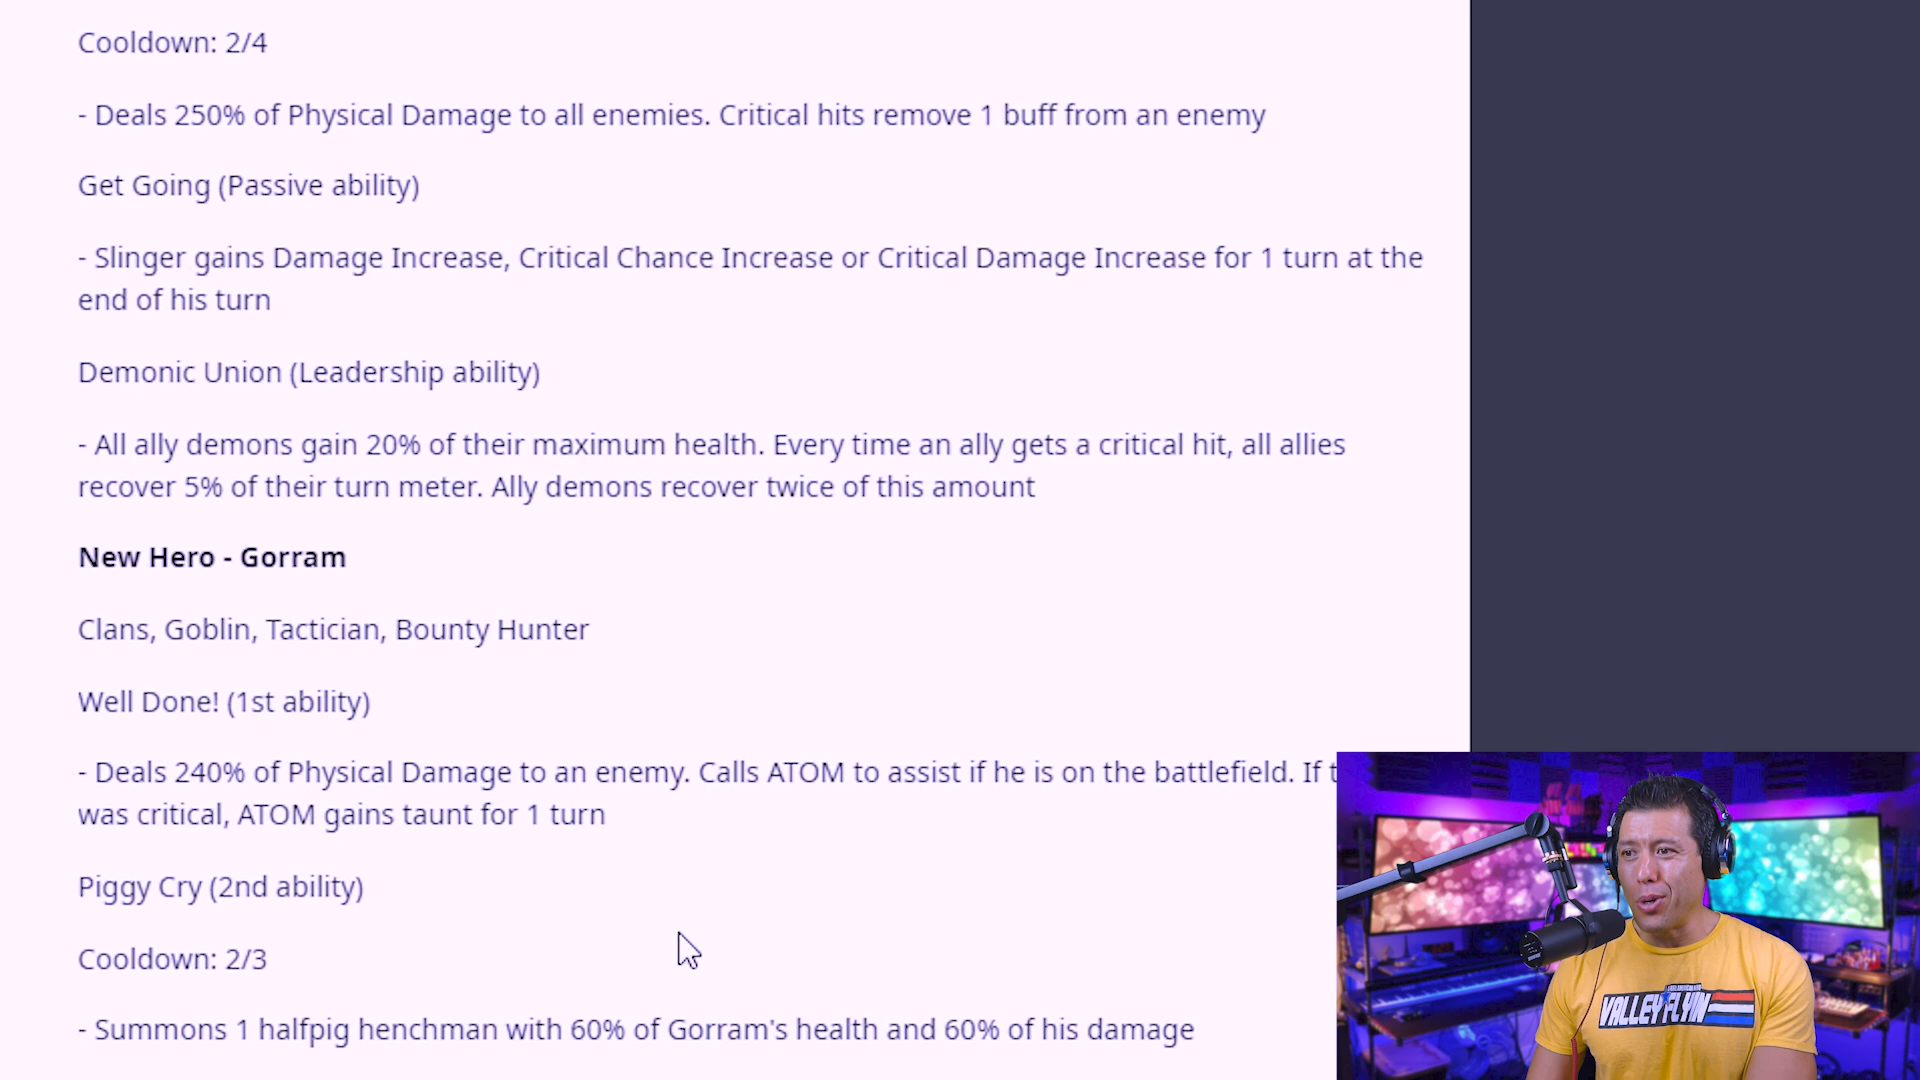 Cooldown: 2/4
- Deals 250% of Physical Damage to all enemies. Critical hits remove 1 buff from an enemy
Get Going (Passive ability)
- Slinger gains Damage Increase, Critical Chance Increase or Critical Damage Increase for 1 turn at the
end of his turn
Demonic Union (Leadership ability)
- All ally demons gain 20% of their maximum health. Every time an ally gets a critical hit, all allies
recover 5% of their turn meter. Ally demons recover twice of this amount
New Hero - Gorram
Clans, Goblin, Tactician, Bounty Hunter
Well Done! (1st ability)
- Deals 240% of Physical Damage to an enemy. Calls ATOM to assist if he is on the battlefield. If
was critical, ATOM gains taunt for 1 turn
Piggy Cry (2nd ability)
Cooldown: 2/3
- Summons 1 halfpig henchman with 60% of Gorram's health and 60% of his damage
VALLEY FLYIN